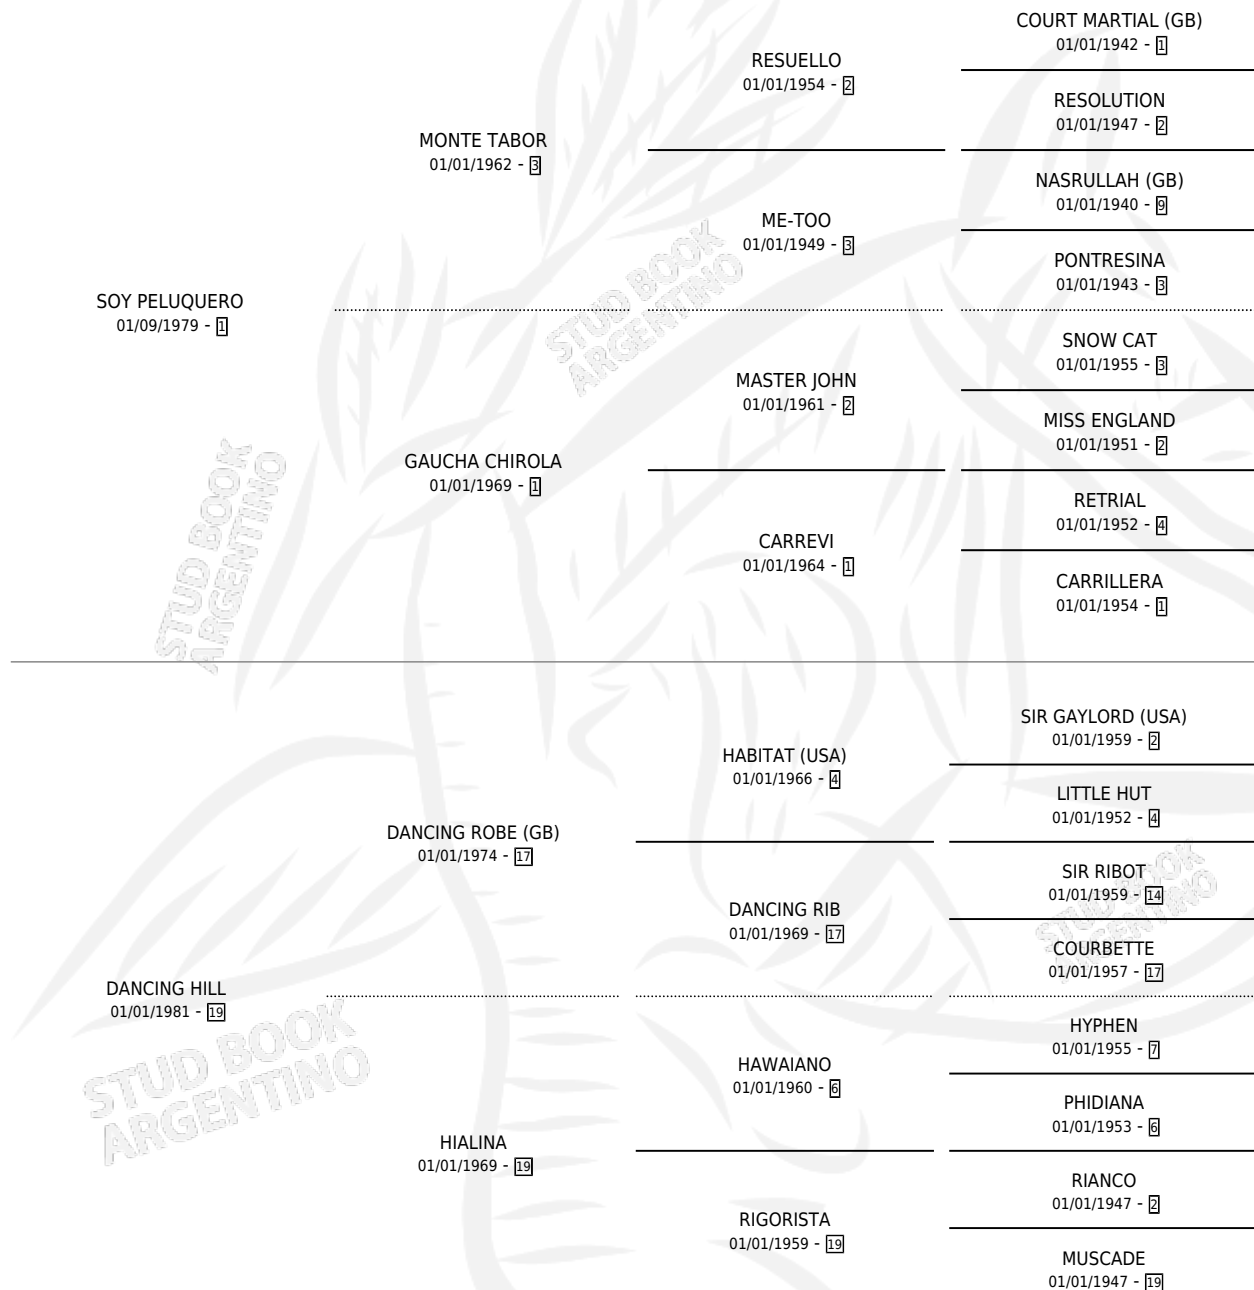 COURT MARTIAL (GB)
01/01/1942 - 1
RESUELLO
01/01/1954 - 2
RESOLUTION
01/01/1947 - 2
MONTE TABOR
01/01/1962 - 3
NASRULLAH (GB)
01/01/1940 - 9
ME-TOO
01/01/1949 - 3
PONTRESINA
01/01/1943 - 3
SOY PELUQUERO
01/09/1979 - 1
SNOW CAT
01/01/1955 - 3
MASTER JOHN
01/01/1961 - 2
MISS ENGLAND
01/01/1951 - 2
GAUCHA CHIROLA
01/01/1969 - 1
RETRIAL
01/01/1952 - 4
CARREVI
01/01/1964 - 1
CARRILLERA
01/01/1954 - 1
SIR GAYLORD (USA)
01/01/1959 - 2
HABITAT (USA)
01/01/1966 - 4
LITTLE HUT
01/01/1952 - 4
DANCING ROBE (GB)
01/01/1974 - 17
SIR RIBOT
01/01/1959 - 14
DANCING RIB
01/01/1969 - 17
COURBETTE
01/01/1957 - 17
DANCING HILL
01/01/1981 - 19
HYPHEN
01/01/1955 - 7
HAWAIANO
01/01/1960 - 6
PHIDIANA
01/01/1953 - 6
HIALINA
01/01/1969 - 19
RIANCO
01/01/1947 - 2
RIGORISTA
01/01/1959 - 19
MUSCADE
01/01/1947 - 19
STUD BOOK
ARGENTINO
STUD BOOK
ARGENTINO
STUD BOOK
ARGENTINO
STUD BOOK
ARGENTINO